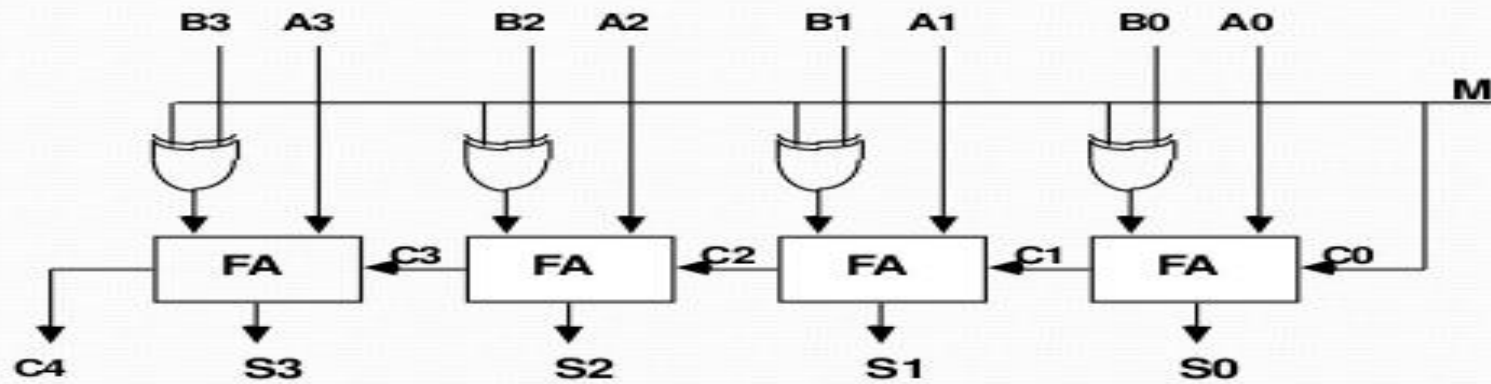 B3 A3 B2 A2 B1 A1 B0 A0
M
FA C3 FA C2 FA C1 FA C0
C4 S3 S2 S1 S0